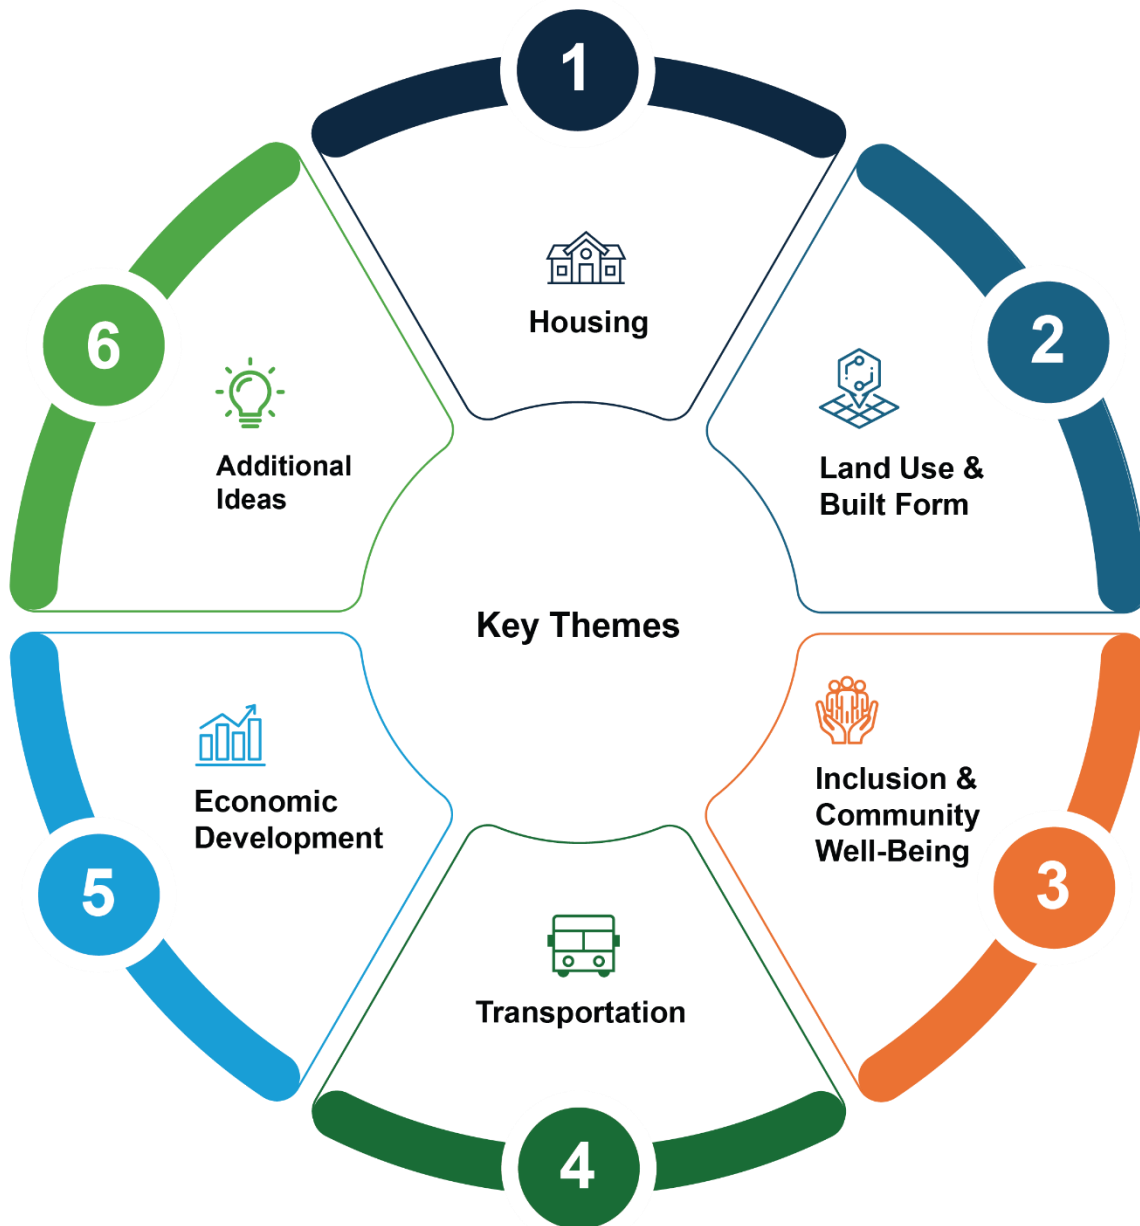 1
Housing
2
Land Use &
Built Form
3
Inclusion &
Community
Well-Being
4
Transportation
5
Economic
Development
6
Additional
Ideas
Key Themes